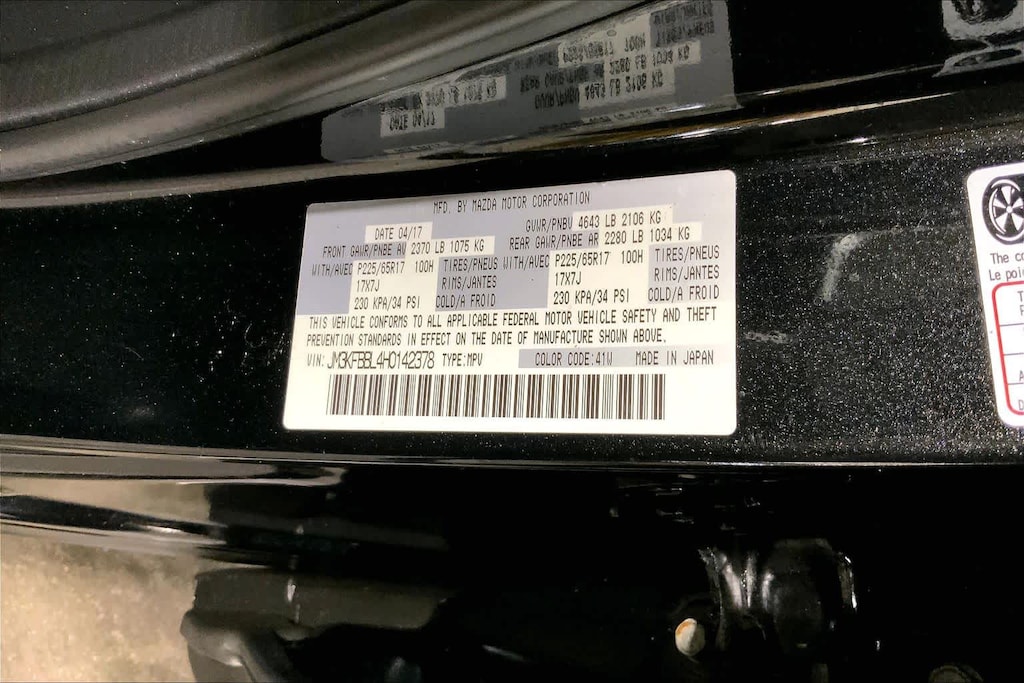 MFD. BY MAZDA MOTOR CORPORATION
DATE 04/17 GVWR/PNBV 4643 LB 2106 KG
FRONT GAWR/PNBE AV 2370 LB 1075 KG REAR GAWR/PNBE AR 2280 LB 1034 KG
WITH/AVEC P225/65R17 100H TIRES/PNEUS WITH/AVEC P225/65R17 100H TIRES/PNEUS
17X7J RIMS/JANTES 17X7J RIMS/JANTES
230 KPA/34 PSI COLD/A FROID 230 KPA/34 PSI COLD/A FROID
THIS VEHICLE CONFORMS TO ALL APPLICABLE FEDERAL MOTOR VEHICLE SAFETY AND THEFT
PREVENTION STANDARDS IN EFFECT ON THE DATE OF MANUFACTURE SHOWN ABOVE.
VIN: JM3KFBBL4H0142378 TYPE:MPV COLOR CODE:41W MADE IN JAPAN
The co
Le poi